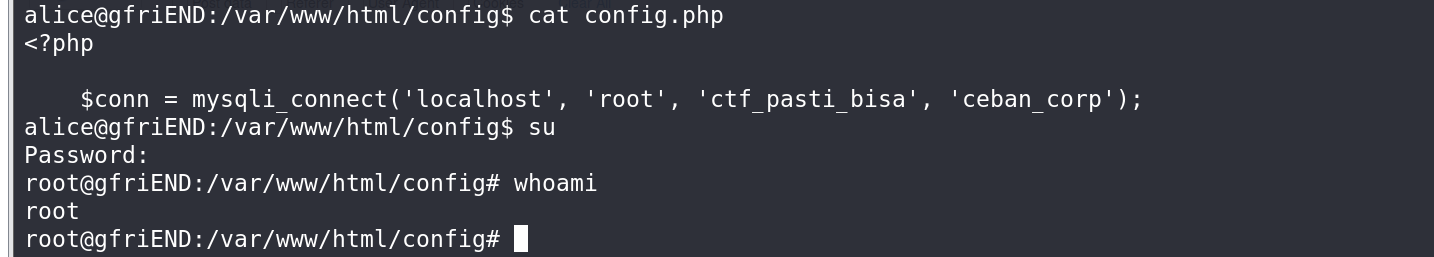 alice@gfriEND:/var/www/html/config$ cat config.php
<?php
$conn = mysqli_connect('localhost', 'root', 'ctf_pasti_bisa', 'ceban_corp');
alice@gfriEND:/var/www/html/config$ su
Password:
root@gfriEND:/var/www/html/config# whoami
root
root@gfriEND:/var/www/html/config#